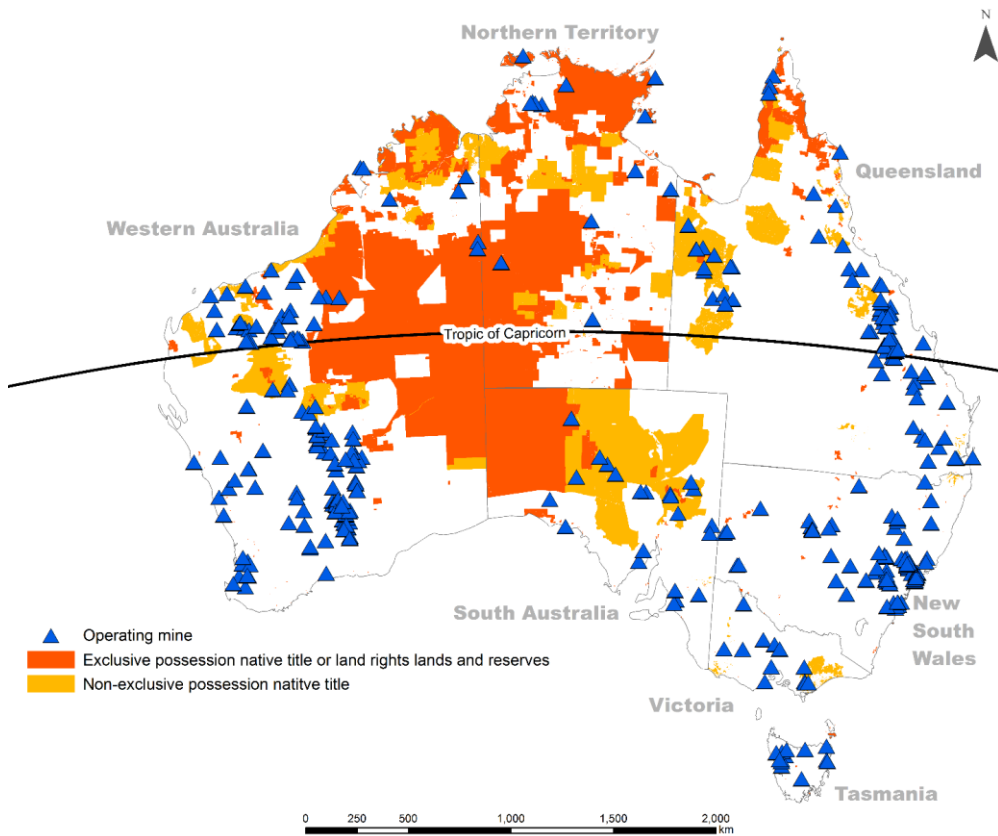 N
Northern Territory
Queensland
Western Australia
Tropic of Capricorn
South Australia
New
South
Wales
Operating mine
Exclusive possession native title or land rights lands and reserves
Non-exclusive possession natitve title
Victoria
Tasmania
0 250 500 1,000 1,500 2,000
km